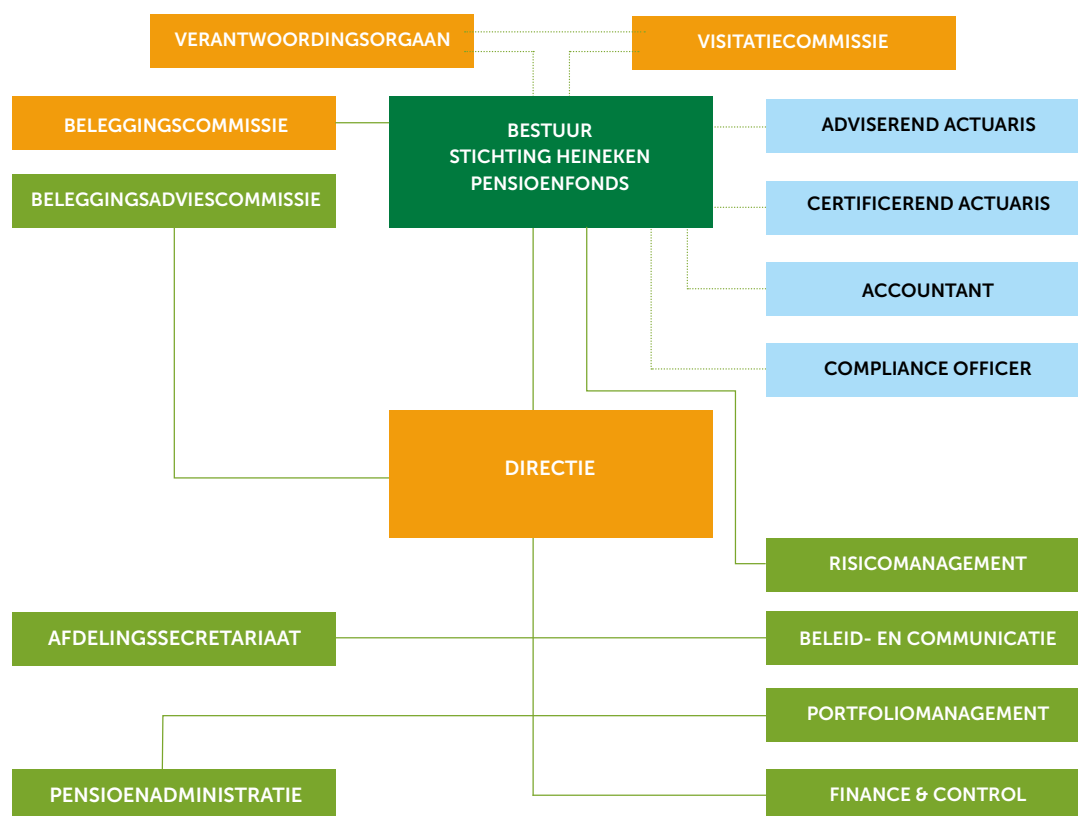 VERANTWOORDINGSORGAAN
VISITATIECOMMISSIE
BELEGGINGSCOMMISSIE
BESTUUR
STICHTING HEINEKEN
PENSIOENFONDS
ADVISEREND ACTUARIS
BELEGGINGSADVIESCOMMISSIE
CERTIFICEREND ACTUARIS
ACCOUNTANT
COMPLIANCE OFFICER
DIRECTIE
RISICOMANAGEMENT
AFDELINGSSECRETARIAAT
BELEID- EN COMMUNICATIE
PORTFOLIOMANAGEMENT
PENSIOENADMINISTRATIE
FINANCE & CONTROL